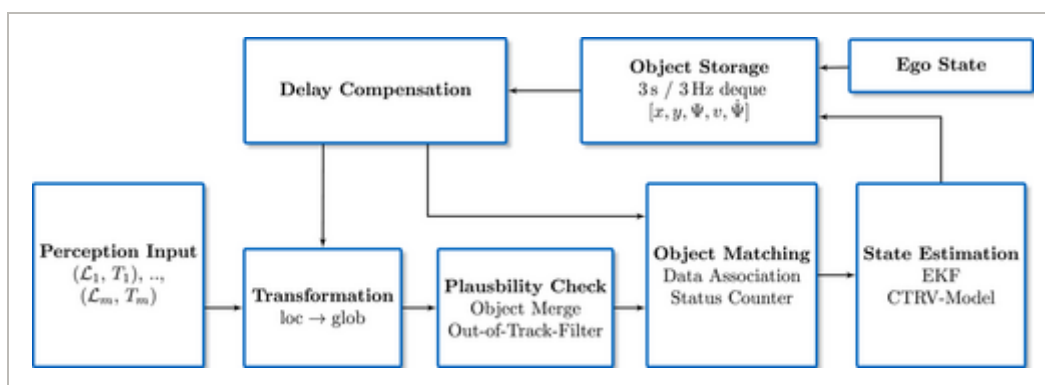 Delay Compensation
Object Storage
3 s / 3 Hz deque
[x, y, Ψ, v, Ψ̇]
Ego State
Perception Input
(ℒ₁, T₁), ..,
(ℒₘ, Tₘ)
Transformation
loc → glob
Plausbility Check
Object Merge
Out-of-Track-Filter
Object Matching
Data Association
Status Counter
State Estimation
EKF
CTRV-Model